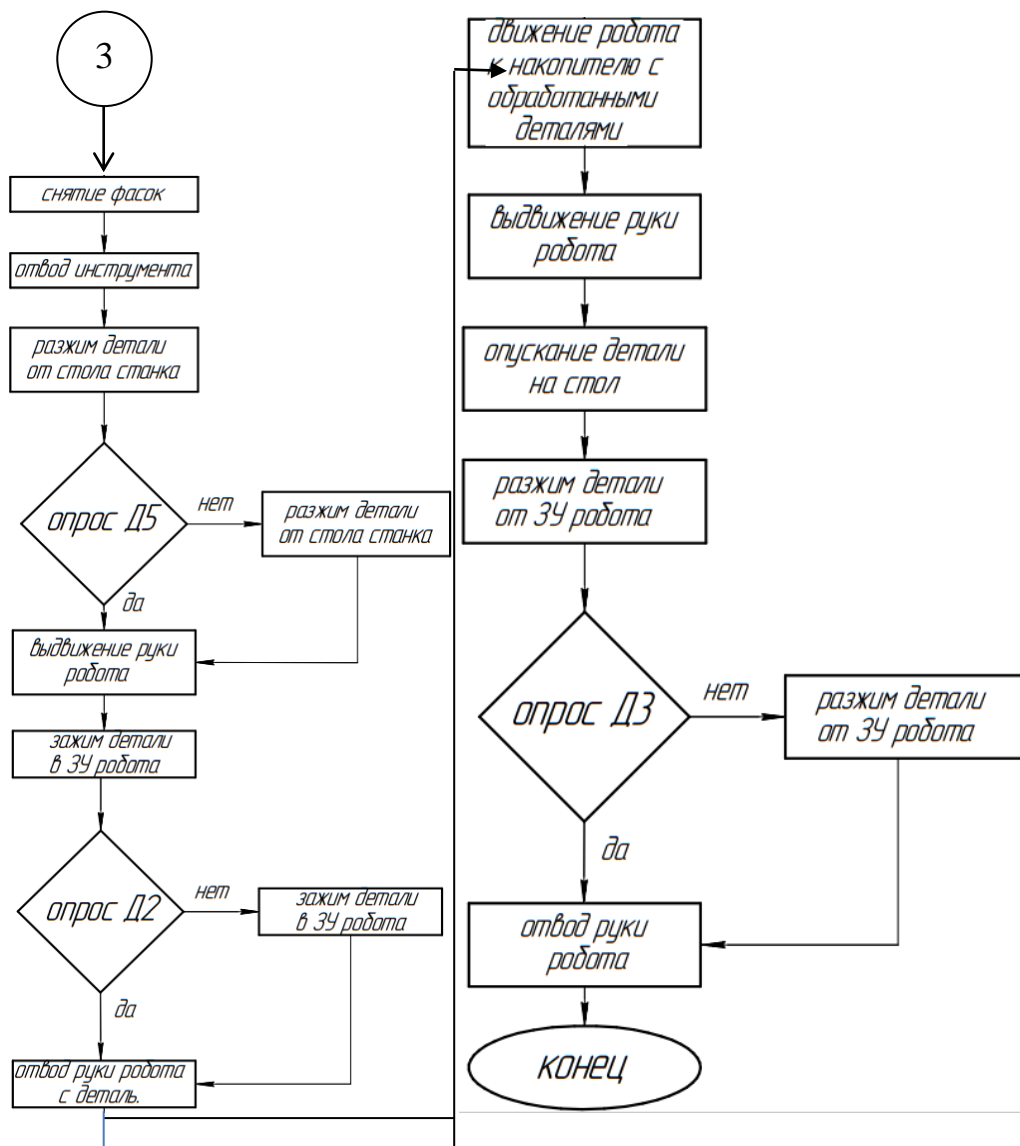 3
снятие фасок
отвод инструмента
разжим детали
от стола станка
опрос Д5
нет
разжим детали
от стола станка
да
выдвижение руки
робота
зажим детали
в ЗУ робота
опрос Д2
нет
зажим детали
в ЗУ робота
да
отвод руки робота
с деталь.
движение робота
к накопителю с
обработанными
деталями
выдвижение руки
робота
опускание детали
на стол
разжим детали
от ЗУ робота
опрос Д3
нет
разжим детали
от ЗУ робота
да
отвод руки
робота
конец